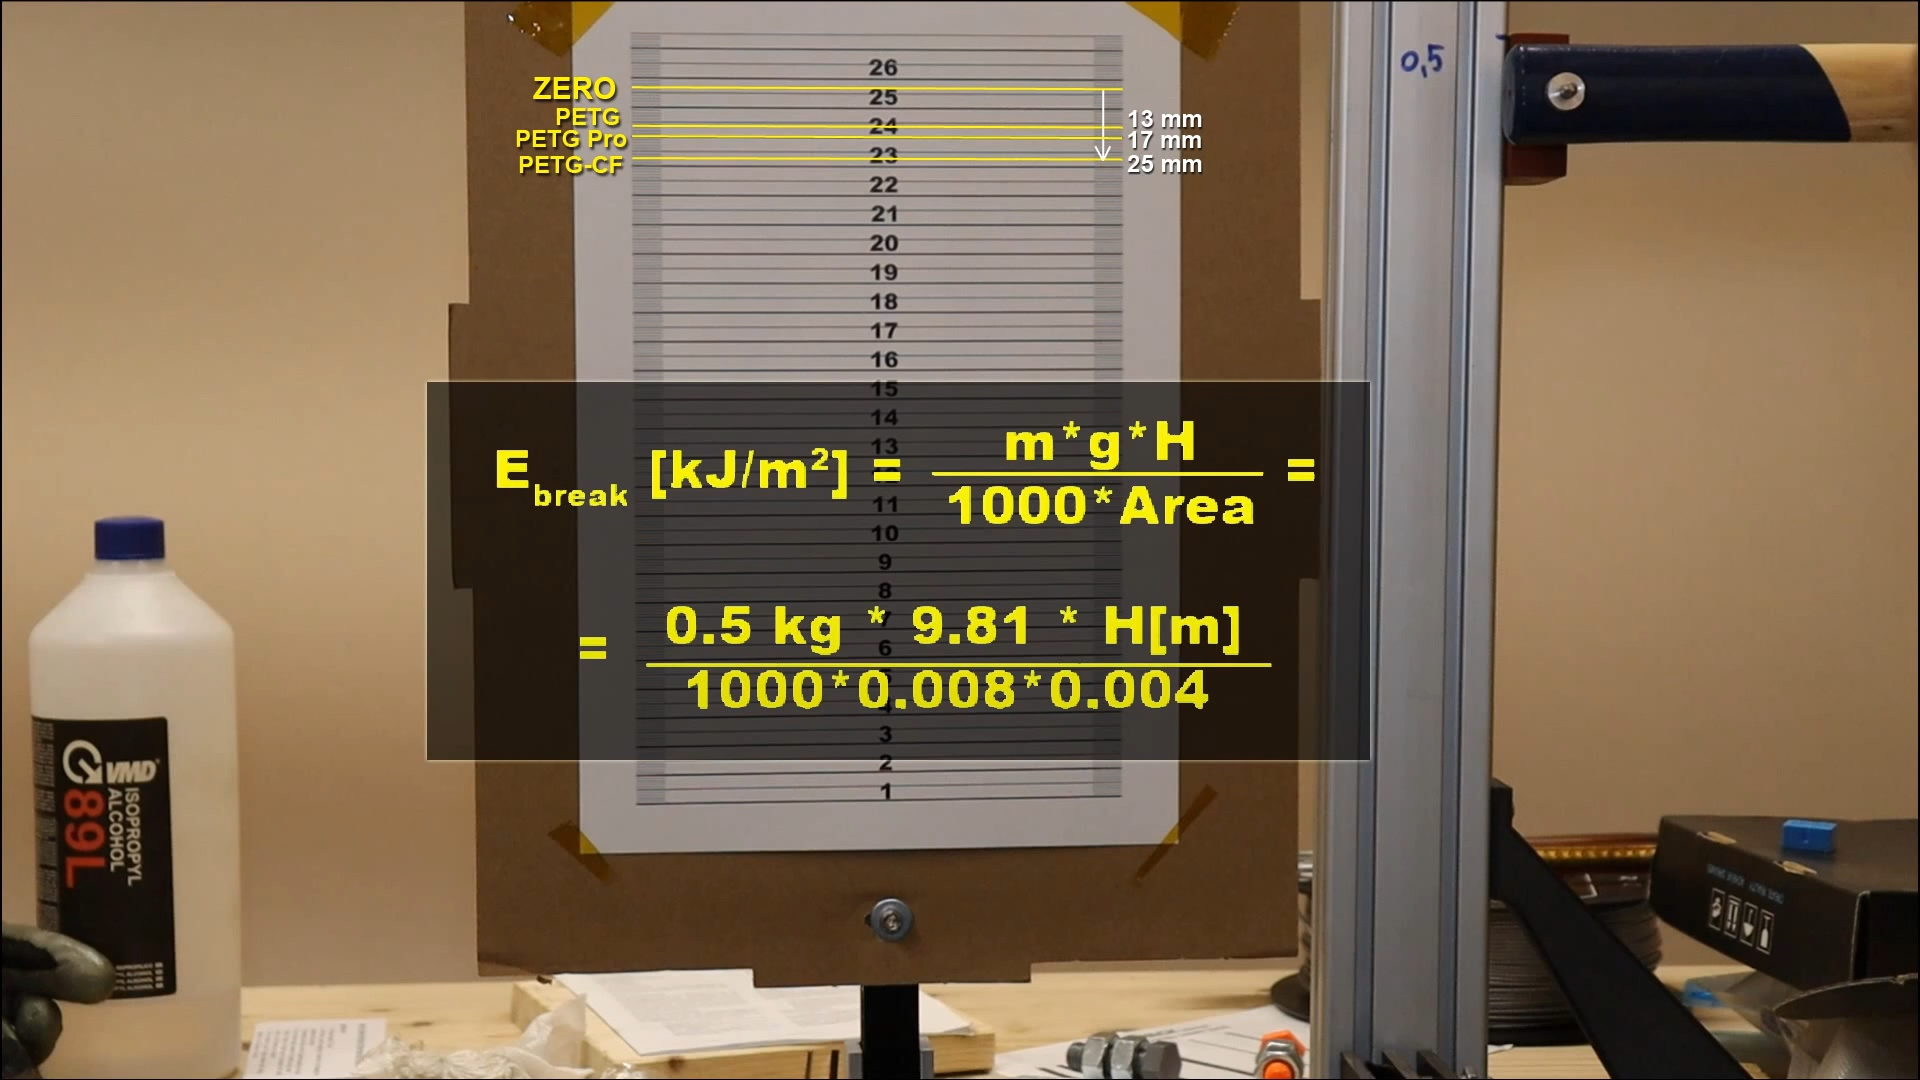 26
0,5
ZERO
25
PETG
24
13 mm
PETG Pro
17 mm
PETG-CF
23
25 mm
22
21
20
19
18
17
16
15
14
13
E break [kJ/m²] = m*g*H / 1000*Area =
11
10
9
8
7
= 0.5 kg * 9.81 * H[m] / 1000*0.008*0.004
6
4
3
2
1
VMD
ISOPROPYL
ALCOHOL
89L